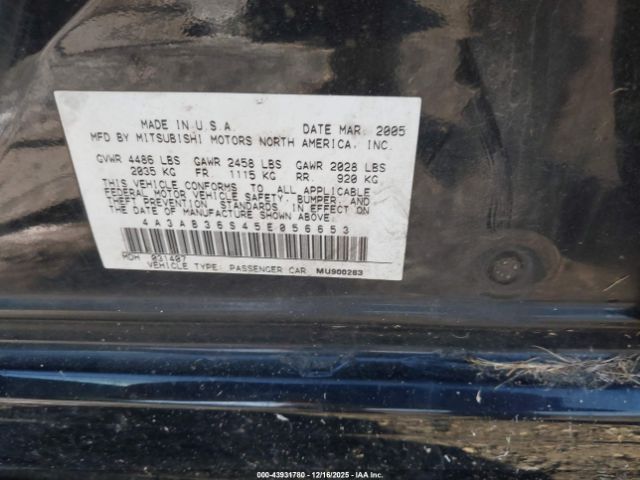 MADE IN U.S.A. DATE MAR. 2005
MFD BY MITSUBISHI MOTORS NORTH AMERICA, INC.
GVWR 4486 LBS GAWR 2458 LBS GAWR 2028 LBS
2035 KG FR. 1115 KG RR. 920 KG
THIS VEHICLE CONFORMS TO ALL APPLICABLE
FEDERAL MOTOR VEHICLE SAFETY, BUMPER, AND
THEFT PREVENTION STANDARDS IN EFFECT ON
THE DATE OF MANUFACTURE SHOWN ABOVE.
4A3AB36S45E056653
MDH 031407
VEHICLE TYPE: PASSENGER CAR MU900263
000-43931780 - 12/16/2025 - IAA Inc.